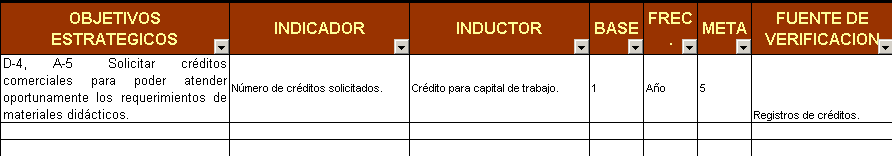 OBJETIVOS
ESTRATEGICOS
INDICADOR
INDUCTOR
BASE
FREC
.
META
FUENTE DE
VERIFICACION
D-4, A-5 Solicitar créditos
comerciales para poder atender
oportunamente los requerimientos de
materiales didácticos.
Número de créditos solicitados.
Crédito para capital de trabajo.
1
Año
5
Registros de créditos.